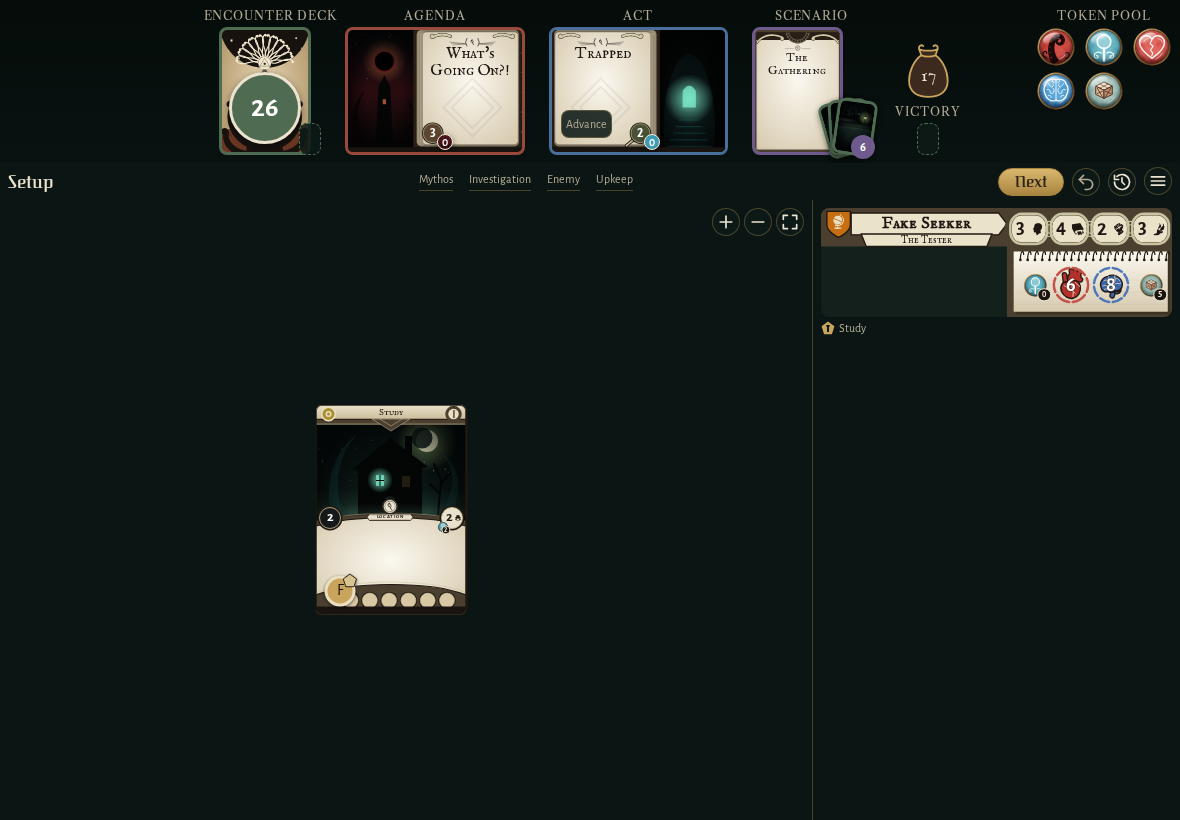 ENCOUNTER DECK
AGENDA
ACT
SCENARIO
TOKEN POOL
26
What's
Going On?!
3
0
Trapped
Advance
2
0
The
Gathering
6
17
VICTORY
Setup
Mythos
Investigation
Enemy
Upkeep
Next
Fake Seeker
The Tester
3
4
2
3
0
6
8
5
Study
Study
2
LOCATION
2
2
F